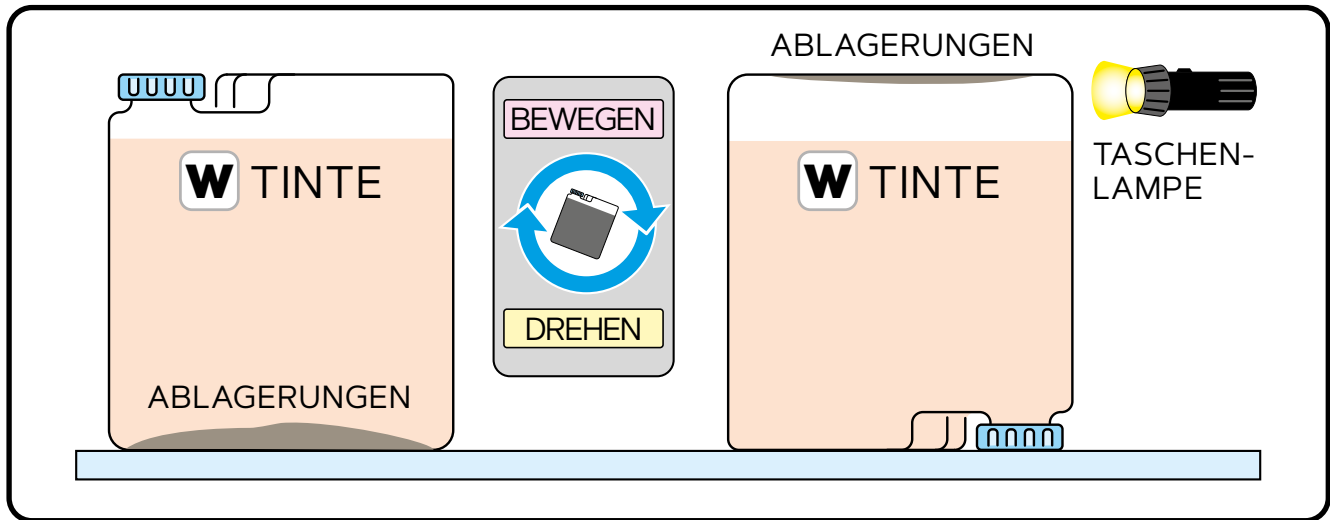 W TINTE
ABLAGERUNGEN
BEWEGEN
DREHEN
ABLAGERUNGEN
W TINTE
TASCHEN-
LAMPE